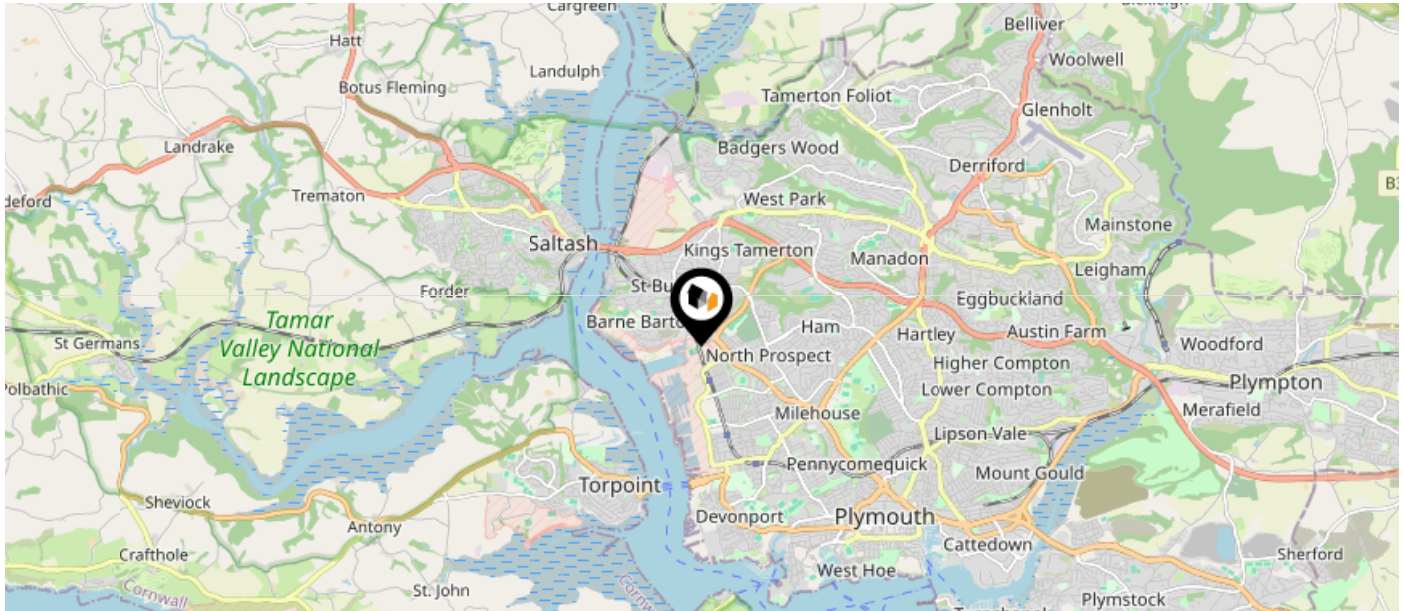 Cargreen
Belliver
Hatt
Woolwell
Landulph
Botus Fleming
Tamerton Foliot
Glenholt
Landrake
Badgers Wood
Derriford
B3
Trematon
West Park
deford
Mainstone
Saltash
Kings Tamerton
Manadon
Leigham
St Bu
Forder
Eggbuckland
Barne Barto
Ham
Hartley
Austin Farm
Tamar
Valley National
Landscape
St Germans
North Prospect
Woodford
Higher Compton
Plympton
Polbathic
Lower Compton
Merafield
Milehouse
Lipson Vale
Pennycomequick
Mount Gould
Torpoint
Sheviock
Devonport
Plymouth
Antony
Cattedown
Crafthole
Sherford
West Hoe
Cornwall
St. John
Cornw
Plymstock